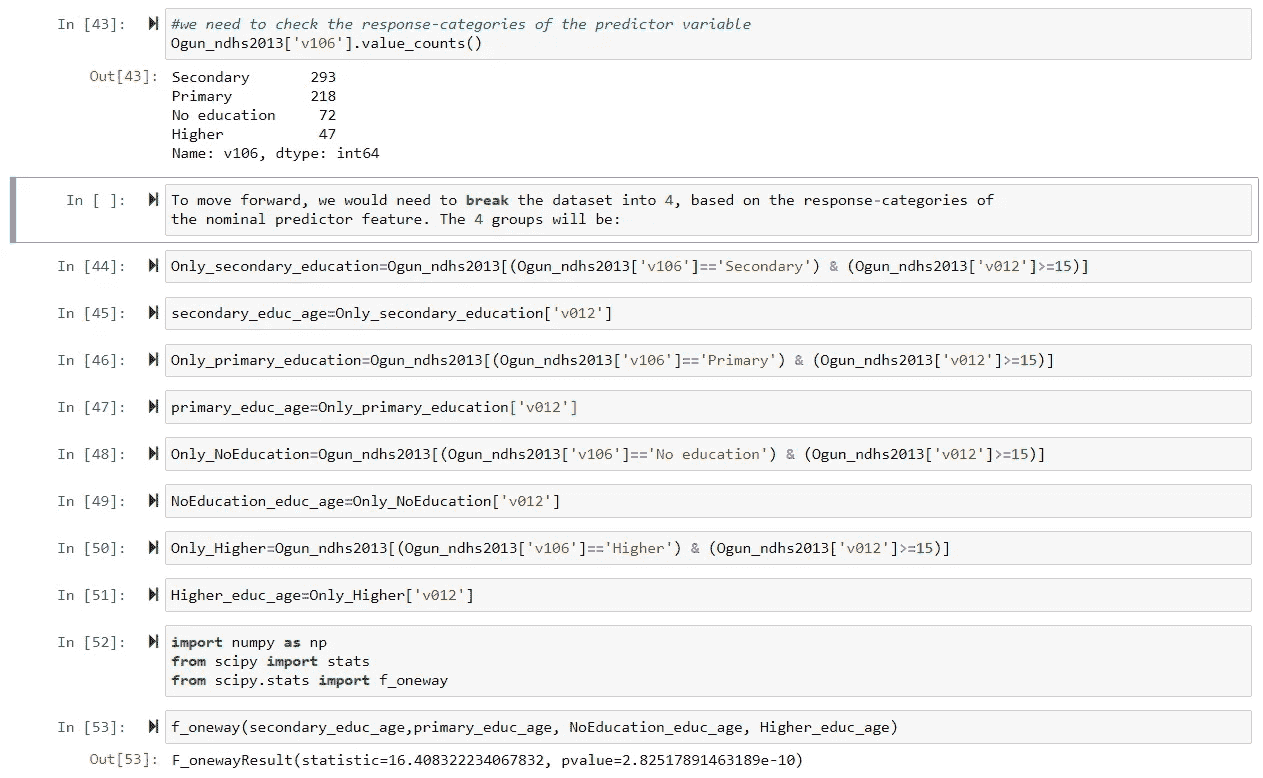 In [43]: #we need to check the response-categories of the predictor variable
Ogun_ndhs2013['v106'].value_counts()
Out[43]: Secondary 293
Primary 218
No education 72
Higher 47
Name: v106, dtype: int64
In [ ]: To move forward, we would need to break the dataset into 4, based on the response-categories of
the nominal predictor feature. The 4 groups will be:
In [44]: Only_secondary_education=Ogun_ndhs2013[(Ogun_ndhs2013['v106']=='Secondary') & (Ogun_ndhs2013['v012']>=15)]
In [45]: secondary_educ_age=Only_secondary_education['v012']
In [46]: Only_primary_education=Ogun_ndhs2013[(Ogun_ndhs2013['v106']=='Primary') & (Ogun_ndhs2013['v012']>=15)]
In [47]: primary_educ_age=Only_primary_education['v012']
In [48]: Only_NoEducation=Ogun_ndhs2013[(Ogun_ndhs2013['v106']=='No education') & (Ogun_ndhs2013['v012']>=15)]
In [49]: NoEducation_educ_age=Only_NoEducation['v012']
In [50]: Only_Higher=Ogun_ndhs2013[(Ogun_ndhs2013['v106']=='Higher') & (Ogun_ndhs2013['v012']>=15)]
In [51]: Higher_educ_age=Only_Higher['v012']
In [52]: import numpy as np
from scipy import stats
from scipy.stats import f_oneway
In [53]: f_oneway(secondary_educ_age,primary_educ_age, NoEducation_educ_age, Higher_educ_age)
Out[53]: F_onewayResult(statistic=16.408322234067832, pvalue=2.82517891463189e-10)